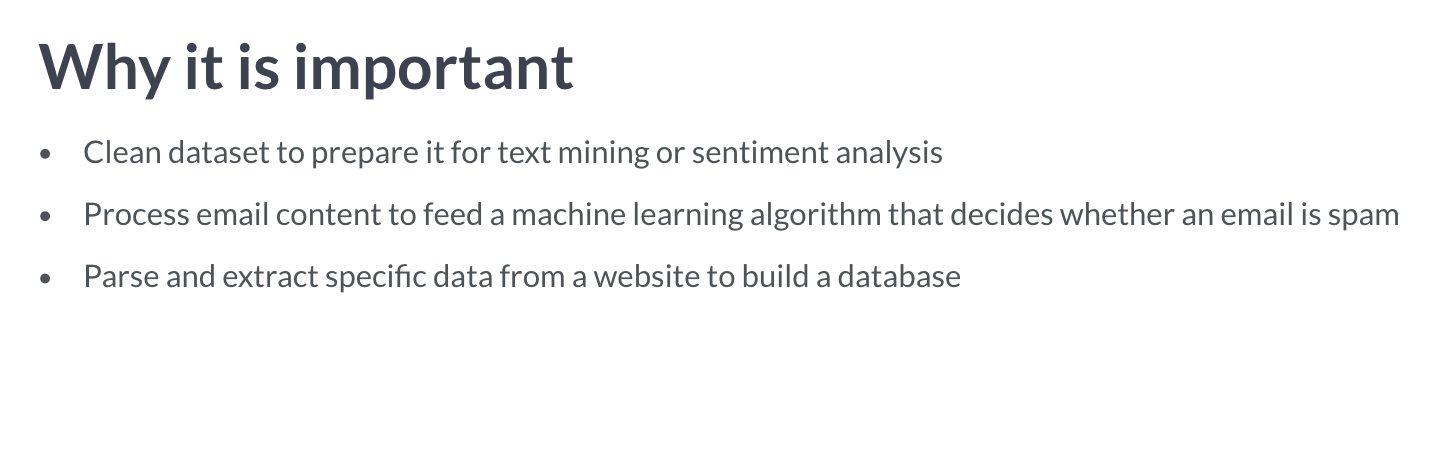 Why it is important
• Clean dataset to prepare it for text mining or sentiment analysis
• Process email content to feed a machine learning algorithm that decides whether an email is spam
• Parse and extract specific data from a website to build a database